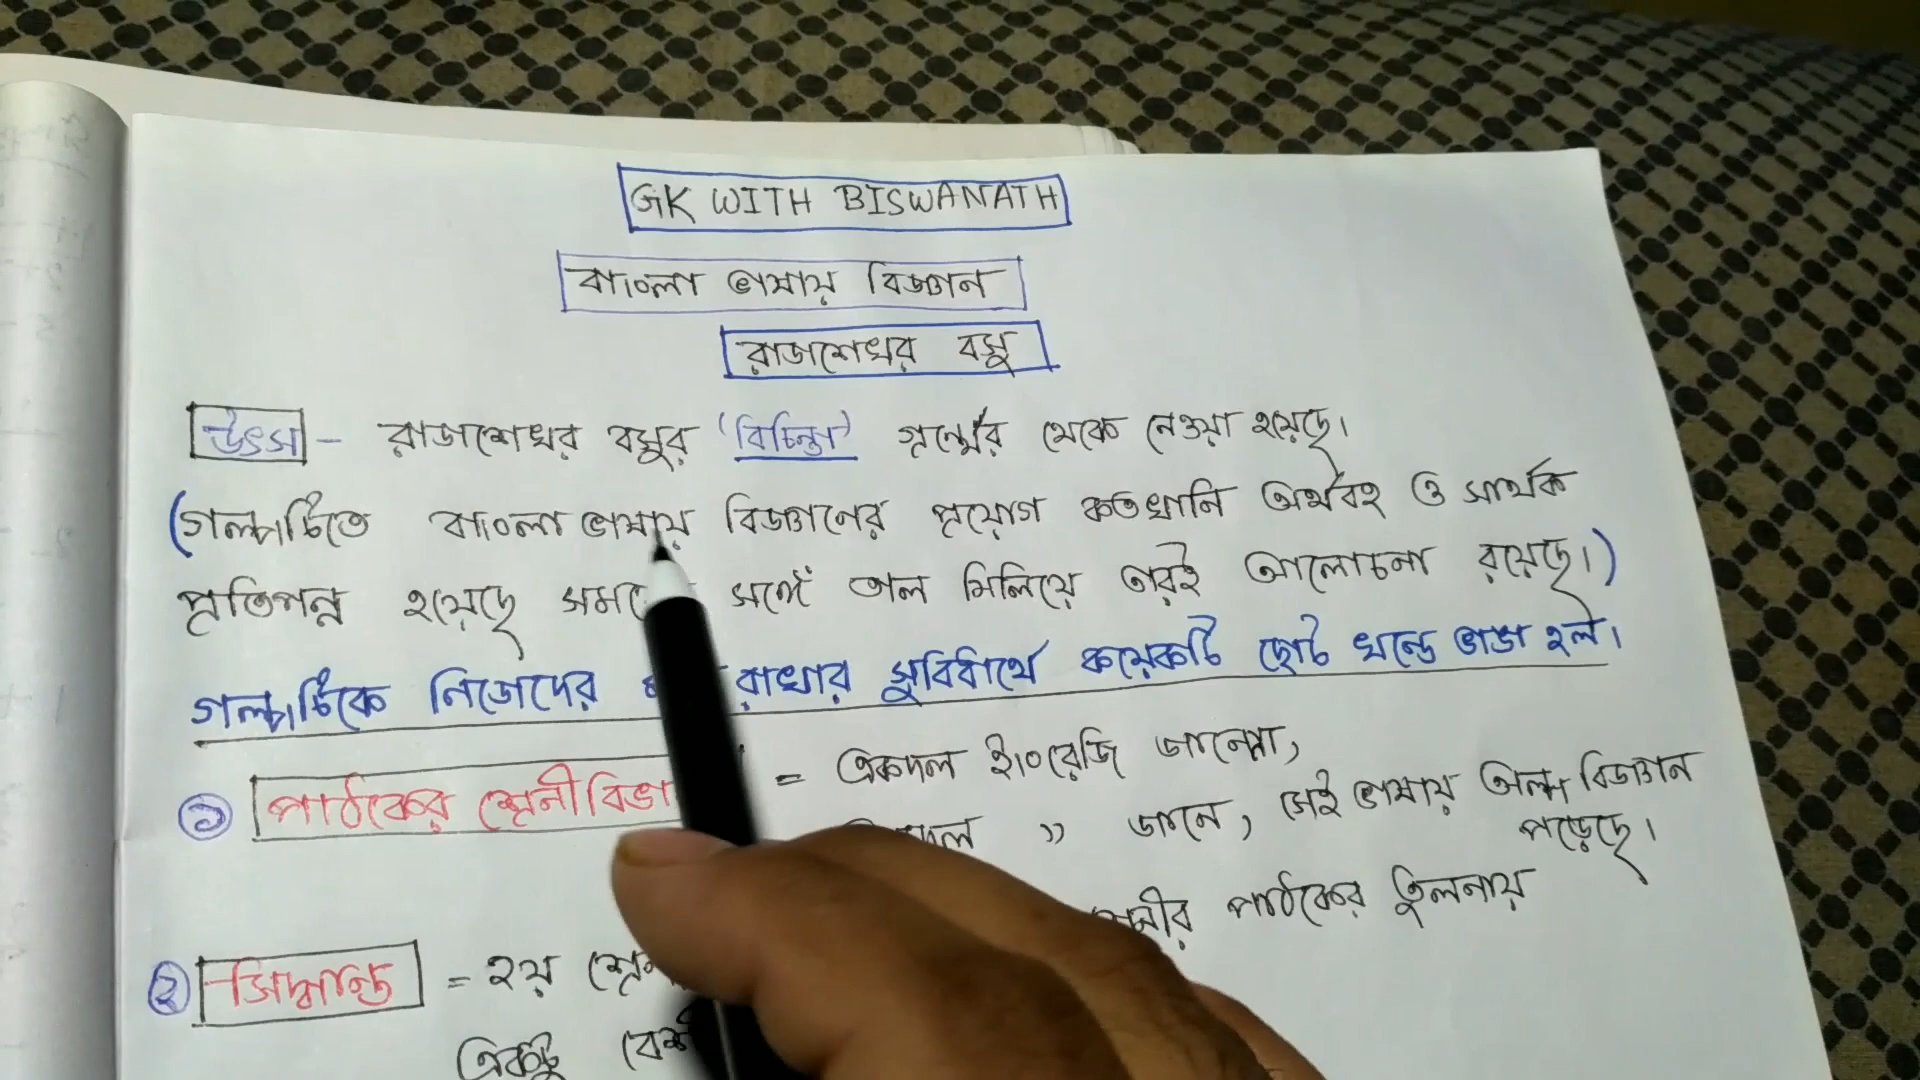 GK WITH BISWANATH
বাংলা ভাষায় বিজ্ঞান
রাজশেখর বসু
উৎস - রাজশেখর বসুর 'বিচিন্তা' গ্রন্থের থেকে নেওয়া হয়েছে।
(গল্পটিতে বাংলা ভাষায় বিজ্ঞানের প্রয়োগ কতখানি অর্থবহ ও সার্থক
প্রতিপন্ন হয়েছে সঙ্গে তাল মিলিয়ে তারই আলোচনা রয়েছে।)
গল্পটিকে নিজেদের রাখার সুবিধার্থে কয়েকটি ছোট খন্ডে ভাঙা হল।
১ পাঠকের শ্রেনীবিভা = একদল ইংরেজি জানেনা,
" জানে, সেই ভাষায় অল্প বিজ্ঞান
পড়েছে।
পাঠকের তুলনায়
২ সিদ্ধান্ত = ২য়
একটু